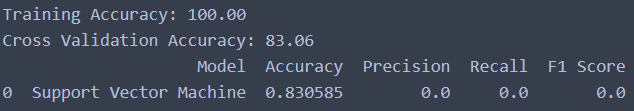 Training Accuracy: 100.00
Cross Validation Accuracy: 83.06
Model Accuracy Precision Recall F1 Score
0 Support Vector Machine 0.830585 0.0 0.0 0.0